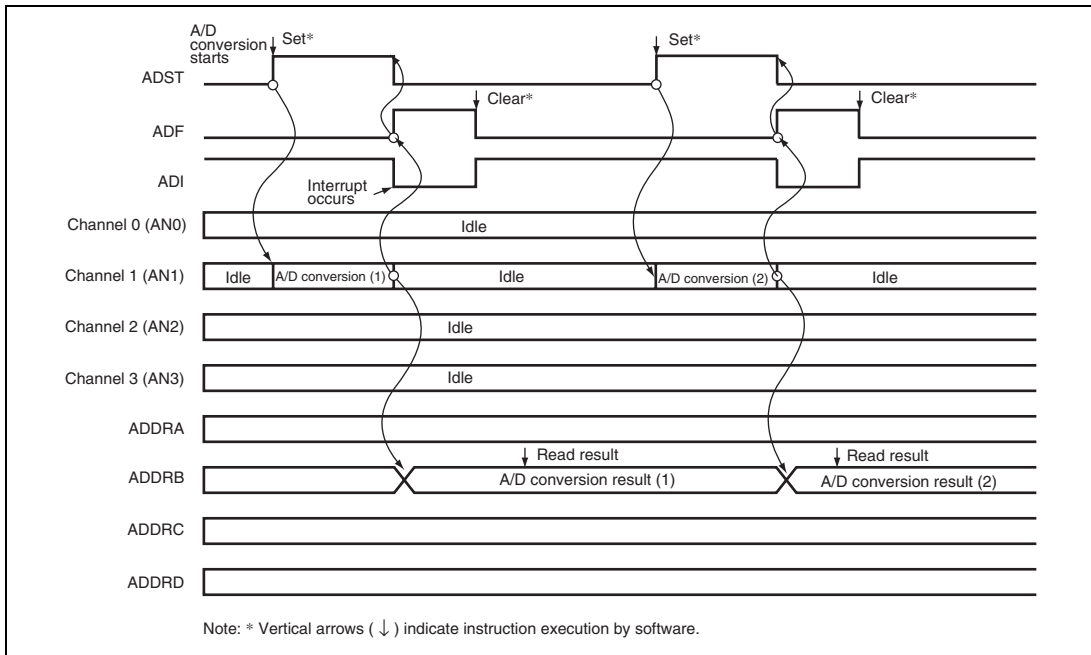 A/D
conversion
starts
Set*
Set*
ADST
Clear*
Clear*
ADF
ADI
Interrupt
occurs
Channel 0 (AN0)
Idle
Channel 1 (AN1)
Idle
A/D conversion (1)
Idle
A/D conversion (2)
Idle
Channel 2 (AN2)
Idle
Channel 3 (AN3)
Idle
ADDRA
Read result
Read result
ADDRB
A/D conversion result (1)
A/D conversion result (2)
ADDRC
ADDRD
Note: * Vertical arrows ( ↓ ) indicate instruction execution by software.